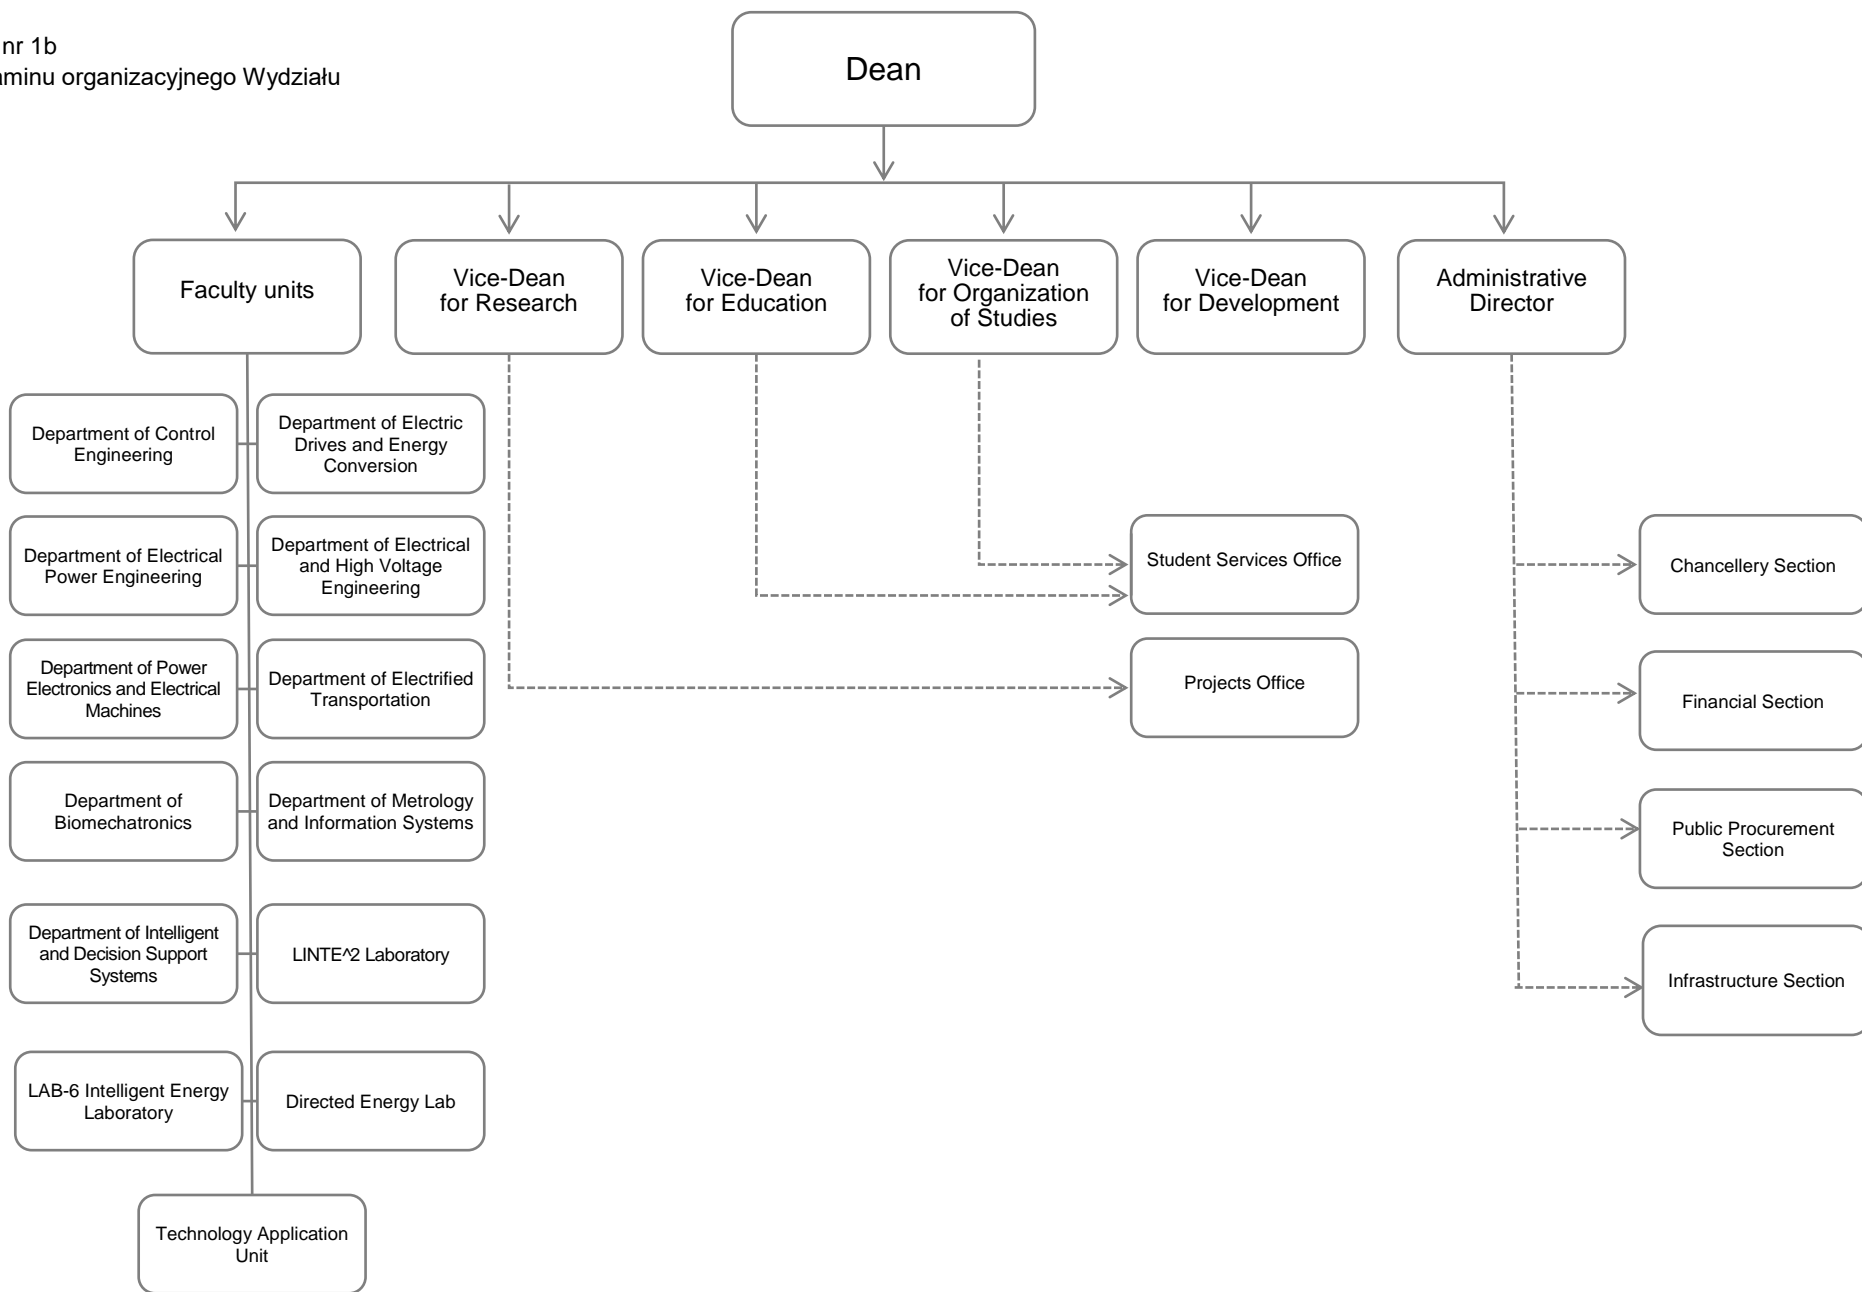 nr 1b
aminu organizacyjnego Wydziału
Dean
Faculty units
Vice-Dean
for Research
Vice-Dean
for Education
Vice-Dean
for Organization
of Studies
Vice-Dean
for Development
Administrative
Director
Department of Control
Engineering
Department of Electric
Drives and Energy
Conversion
Department of Electrical
Power Engineering
Department of Electrical
and High Voltage
Engineering
Student Services Office
Chancellery Section
Department of Power
Electronics and Electrical
Machines
Department of Electrified
Transportation
Projects Office
Financial Section
Department of
Biomechatronics
Department of Metrology
and Information Systems
Public Procurement
Section
Department of Intelligent
and Decision Support
Systems
LINTE^2 Laboratory
Infrastructure Section
LAB-6 Intelligent Energy
Laboratory
Directed Energy Lab
Technology Application
Unit